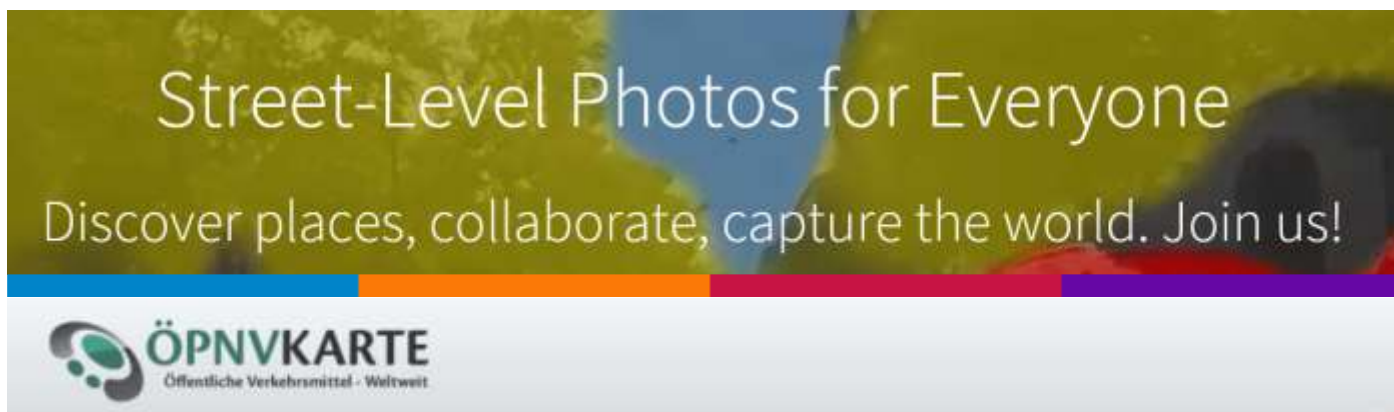 Street-Level Photos for Everyone
Discover places, collaborate, capture the world. Join us!
ÖPNVKARTE
Öffentliche Verkehrsmittel - Weltweit